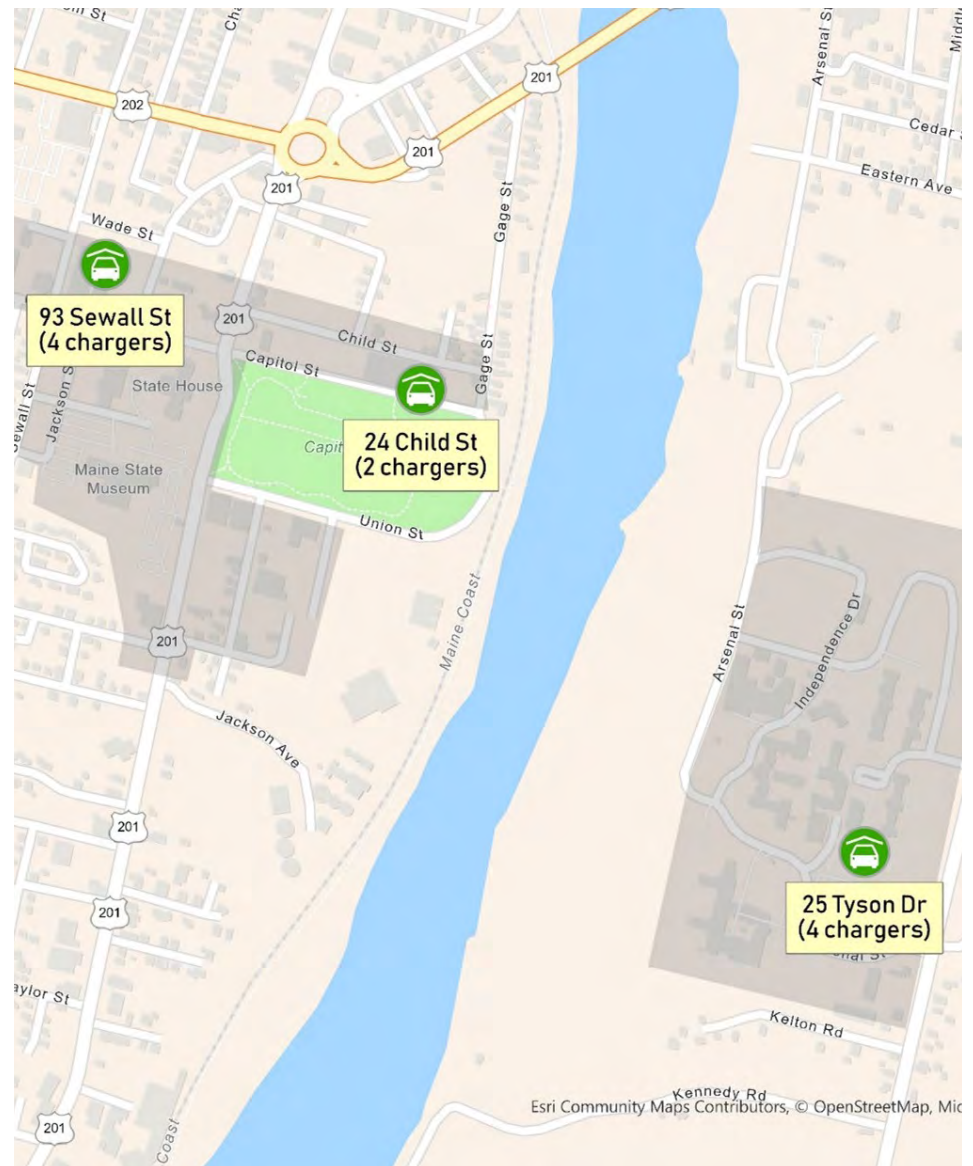 Arsenal St
201
202
201
Cedar
Eastern Ave
201
Gage St
Wade St
201
93 Sewall St
(4 chargers)
Child St
Capitol St
Gage St
State House
24 Child St
(2 chargers)
Jackson St
Maine State
Museum
Union St
Maine Coast
Arsenal St
Independence Dr
201
Jackson Ave
201
25 Tyson Dr
(4 chargers)
201
Kelton Rd
Kennedy Rd
Esri Community Maps Contributors, © OpenStreetMap, Mic
201
Coast